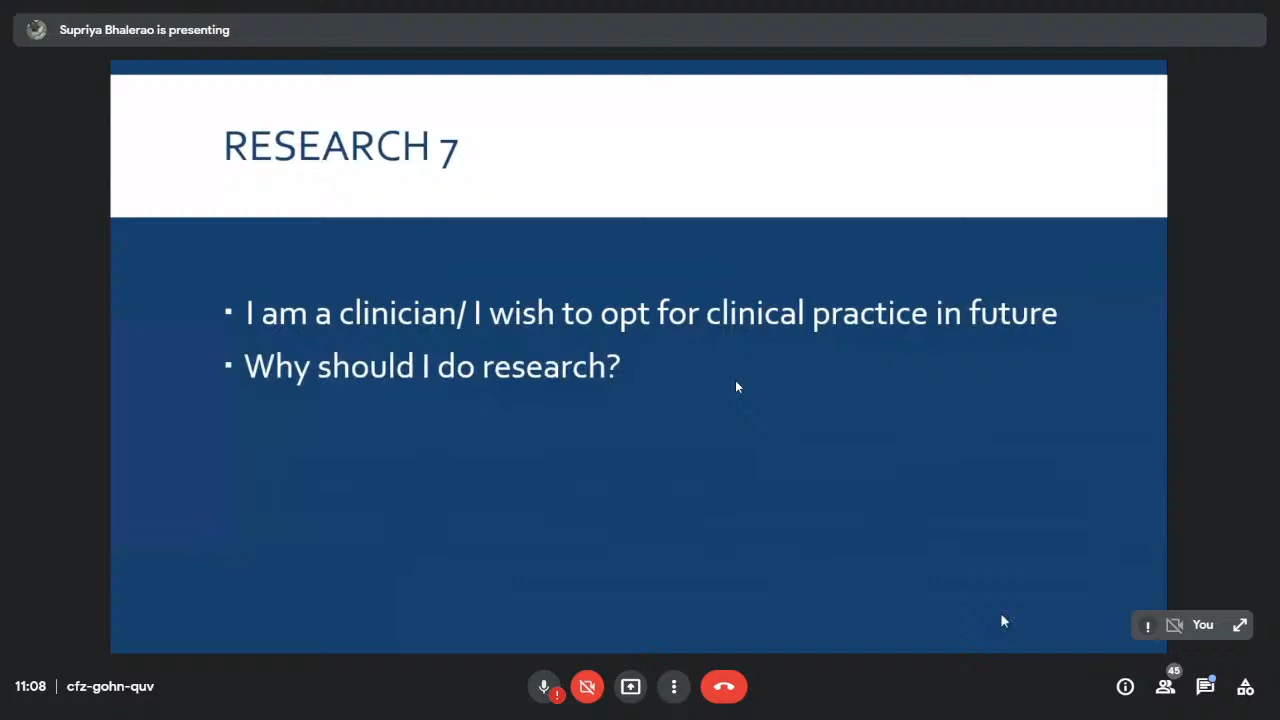 Supriya Bhalerao is presenting
RESEARCH 7
▪ I am a clinician/ I wish to opt for clinical practice in future
▪ Why should I do research?
You
45
11:08 | cfz-gohn-quv